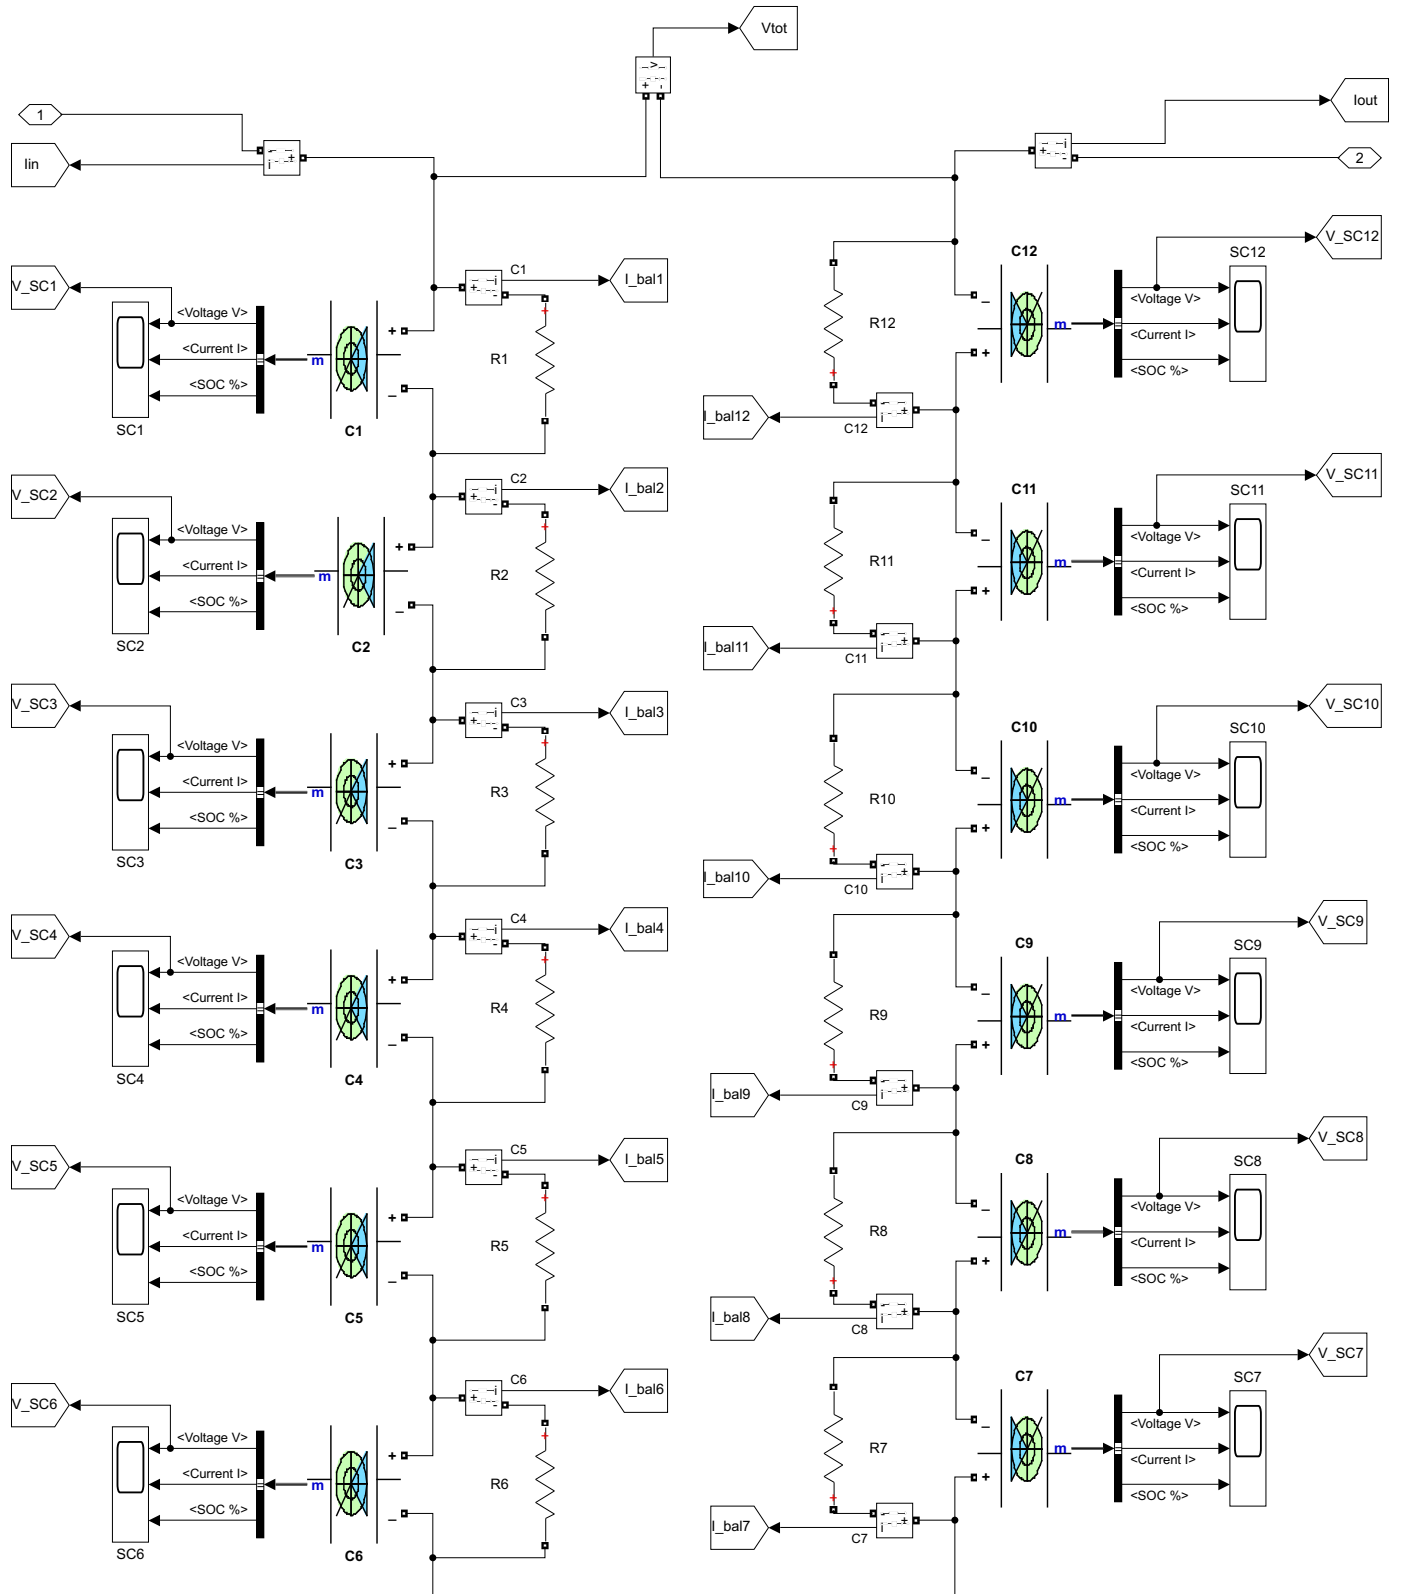 Vtot
1
Iin
Iout
2
V_SC1
SC1
<Voltage V>
<Current I>
<SOC %>
m
C1
+
–
C1
I_bal1
R1
V_SC2
SC2
<Voltage V>
<Current I>
<SOC %>
m
C2
+
–
C2
I_bal2
R2
V_SC3
SC3
<Voltage V>
<Current I>
<SOC %>
m
C3
+
–
C3
I_bal3
R3
V_SC4
SC4
<Voltage V>
<Current I>
<SOC %>
m
C4
+
–
C4
I_bal4
R4
V_SC5
SC5
<Voltage V>
<Current I>
<SOC %>
m
C5
+
–
C5
I_bal5
R5
V_SC6
SC6
<Voltage V>
<Current I>
<SOC %>
m
C6
+
–
C6
I_bal6
R6
R12
I_bal12
C12
C12
–
+
m
<Voltage V>
<Current I>
<SOC %>
SC12
V_SC12
R11
I_bal11
C11
C11
–
+
m
<Voltage V>
<Current I>
<SOC %>
SC11
V_SC11
R10
I_bal10
C10
C10
–
+
m
<Voltage V>
<Current I>
<SOC %>
SC10
V_SC10
R9
I_bal9
C9
C9
–
+
m
<Voltage V>
<Current I>
<SOC %>
SC9
V_SC9
R8
I_bal8
C8
C8
–
+
m
<Voltage V>
<Current I>
<SOC %>
SC8
V_SC8
R7
I_bal7
C7
C7
–
+
m
<Voltage V>
<Current I>
<SOC %>
SC7
V_SC7